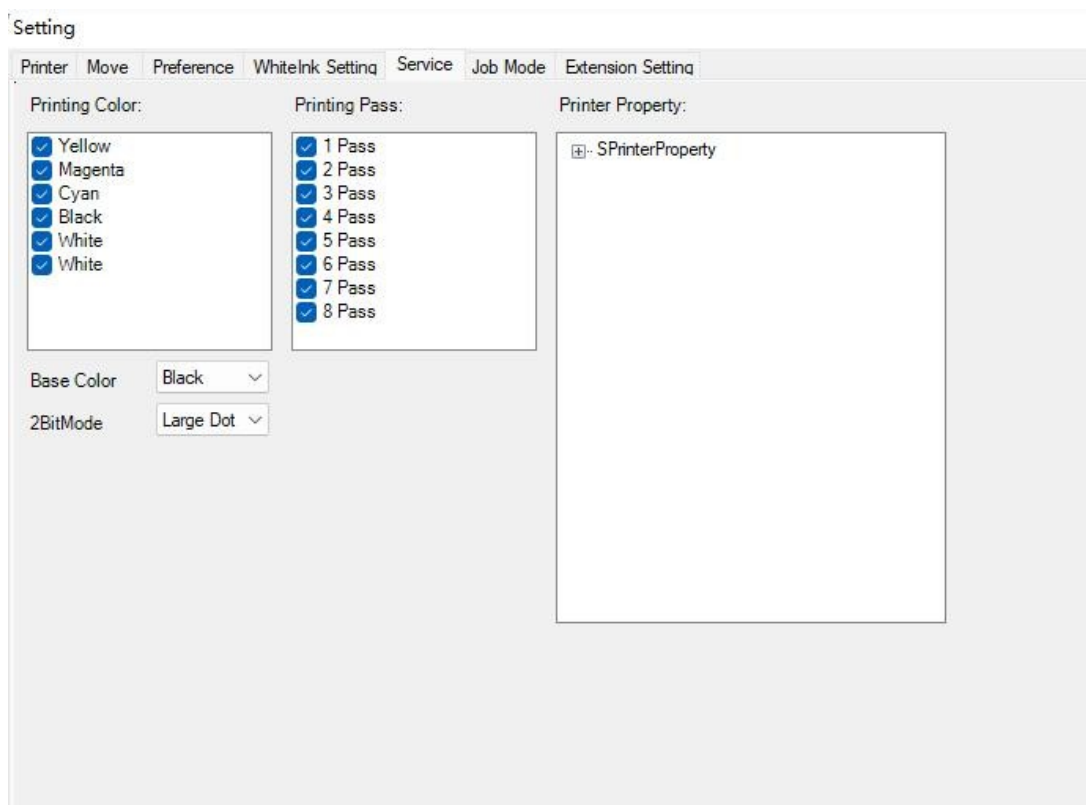 Setting
Printer Move Preference WhiteInk Setting Service Job Mode Extension Setting
Printing Color:
Yellow
Magenta
Cyan
Black
White
White
Base Color Black
2BitMode Large Dot
Printing Pass:
1 Pass
2 Pass
3 Pass
4 Pass
5 Pass
6 Pass
7 Pass
8 Pass
Printer Property:
SPrinterProperty